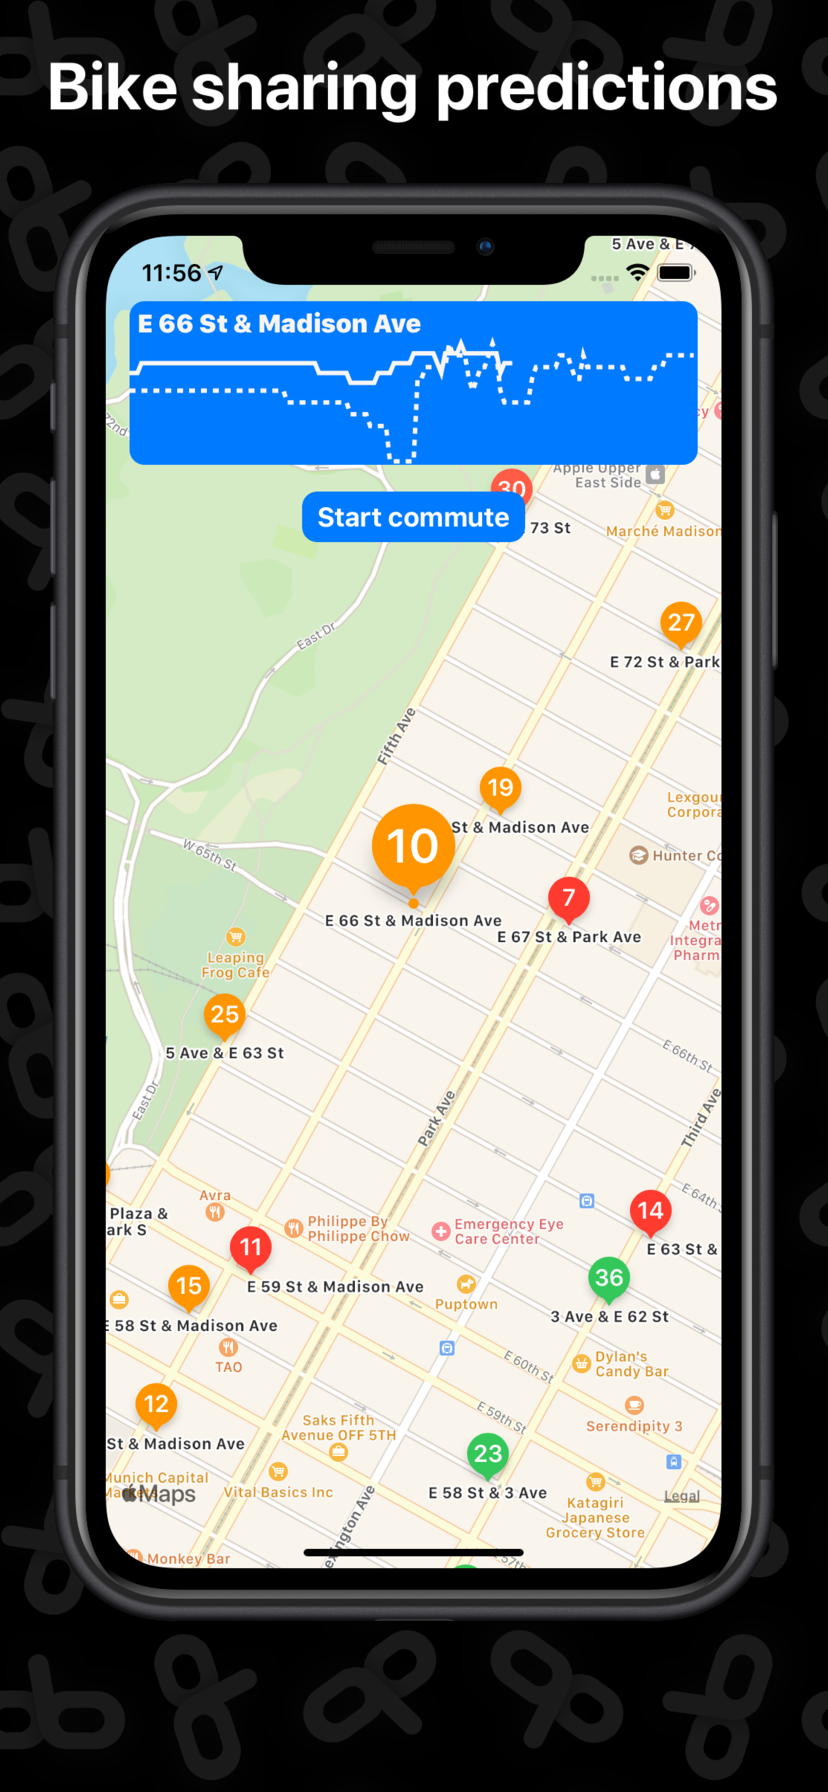 Bike sharing predictions
5 Ave & E
11:56
E 66 St & Madison Ave
72nd
Apple Upper
East Side
30
Start commute
73 St
Marché Madison
27
E 72 St & Park
East Dr
Fifth Ave
19
St & Madison Ave
Lexgou
Corpora
10
W 65th St
Hunter Co
7
E 66 St & Madison Ave
E 67 St & Park Ave
Metr
Integra
Pharm
Leaping
Frog Cafe
25
5 Ave & E 63 St
E 66th St
East Dr
Park Ave
Third Ave
E 64th S
Avra
Plaza &
ark S
Philippe By
Philippe Chow
Emergency Eye
Care Center
14
E 63 St &
11
E 59 St & Madison Ave
36
3 Ave & E 62 St
15
E 58 St & Madison Ave
Puptown
TAO
E 60th St
Dylan's
Candy Bar
12
St & Madison Ave
Saks Fifth
Avenue OFF 5TH
E 59th St
Serendipity 3
23
E 58 St & 3 Ave
Munich Capital
Markets
Maps
Vital Basics Inc
Legal
Katagiri
Japanese
Grocery Store
exington Ave
Monkey Bar
57th